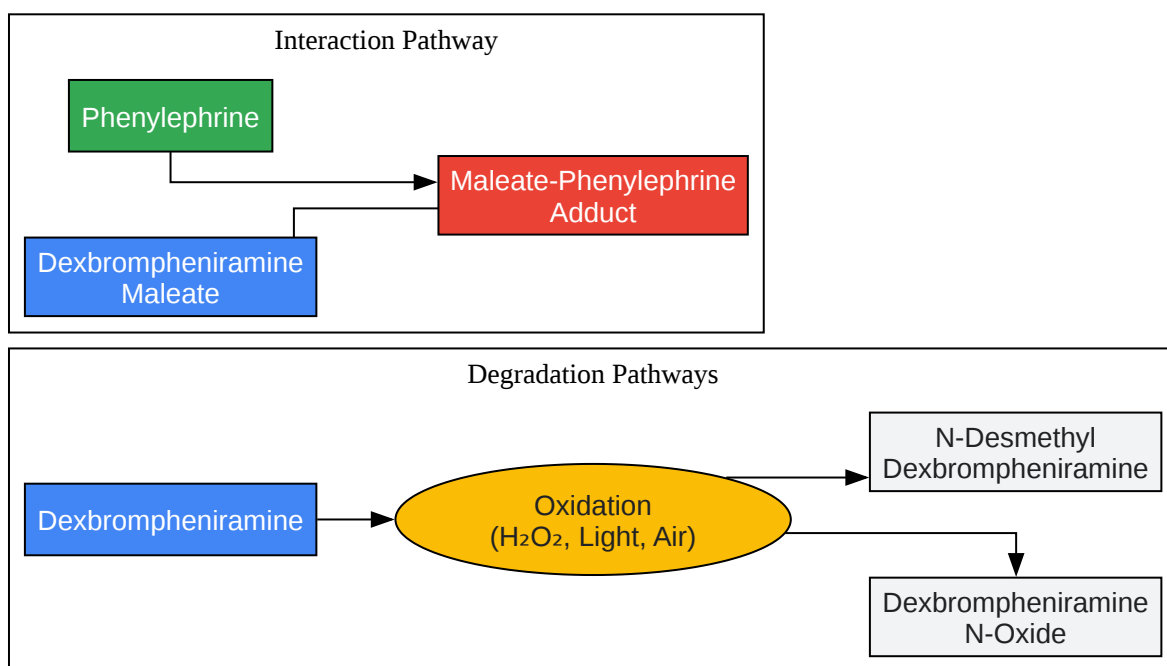 Interaction Pathway
Phenylephrine
Maleate-Phenylephrine
Adduct
Dexbrompheniramine
Maleate
Degradation Pathways
N-Desmethyl
Dexbrompheniramine
Dexbrompheniramine
Oxidation
(H₂O₂, Light, Air)
Dexbrompheniramine
N-Oxide